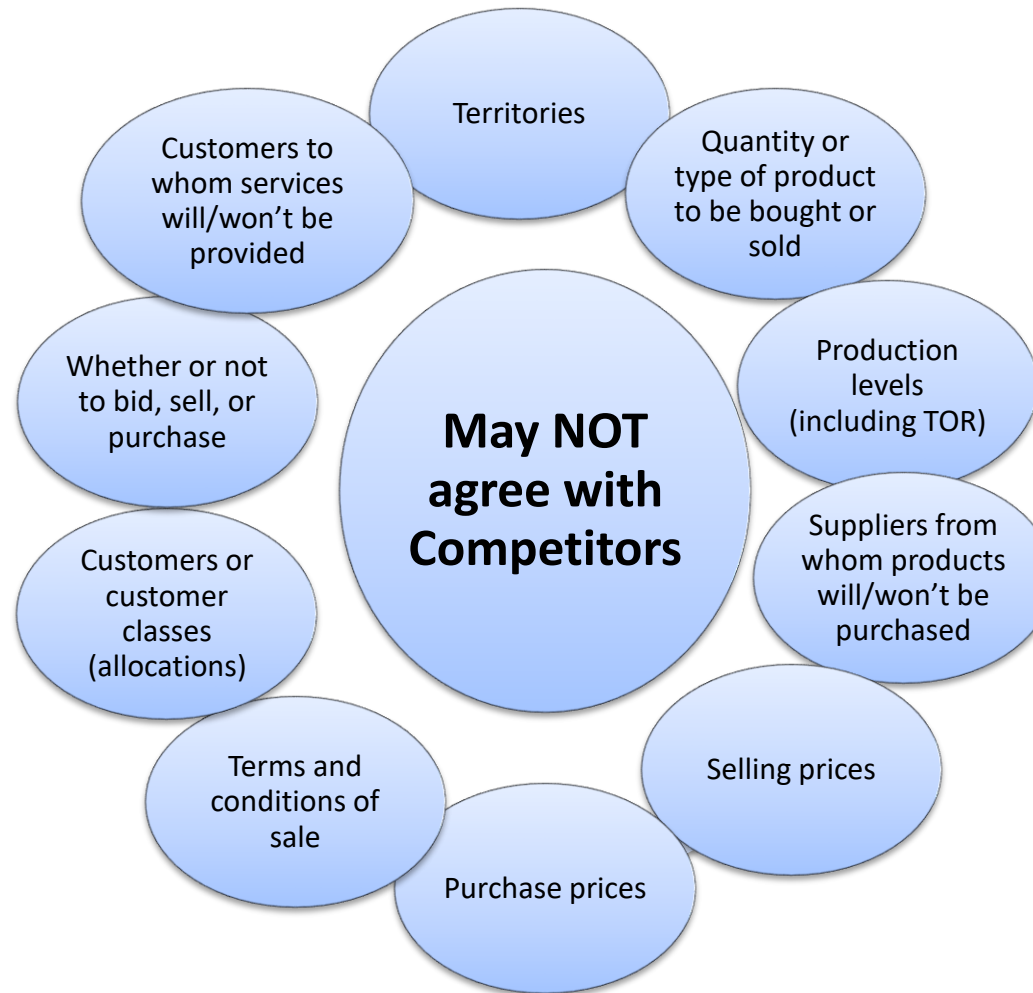 Territories
Quantity or
type of product
to be bought or
sold
Production
levels
(including TOR)
Suppliers from
whom products
will/won’t be
purchased
Selling prices
Purchase prices
Terms and
conditions of
sale
Customers or
customer
classes
(allocations)
Whether or not
to bid, sell, or
purchase
Customers to
whom services
will/won’t be
provided
May NOT
agree with
Competitors